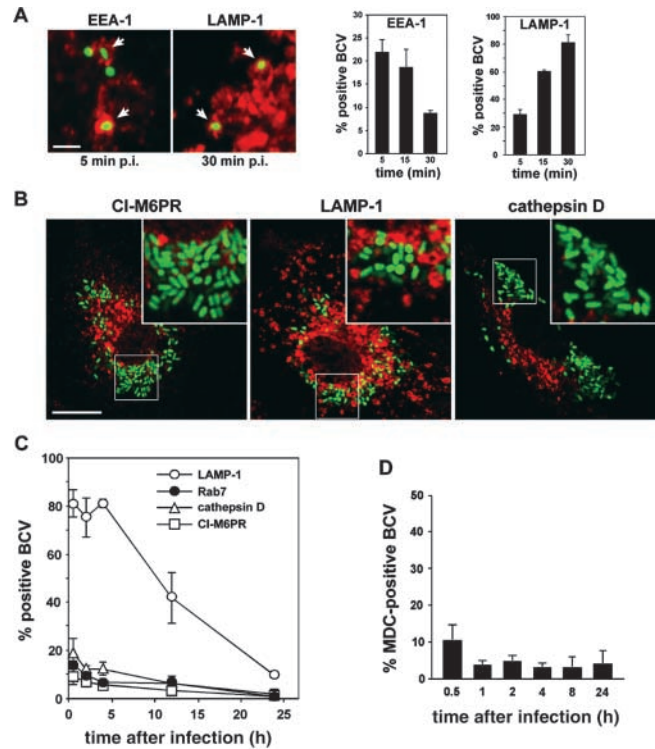 A
EEA-1 LAMP-1
5 min p.i. 30 min p.i.
EEA-1
% positive BCV
30
25
20
15
10
5
0
5 15 30
time (min)
LAMP-1
% positive BCV
100
80
60
40
20
0
5 15 30
time (min)
B
CI-M6PR LAMP-1 cathepsin D
C
% positive BCV
100
80
60
40
20
0
LAMP-1
Rab7
cathepsin D
CI-M6PR
0 5 10 15 20 25
time after infection (h)
D
% MDC-positive BCV
50
40
30
20
10
0
0.5 1 2 4 8 24
time after infection (h)